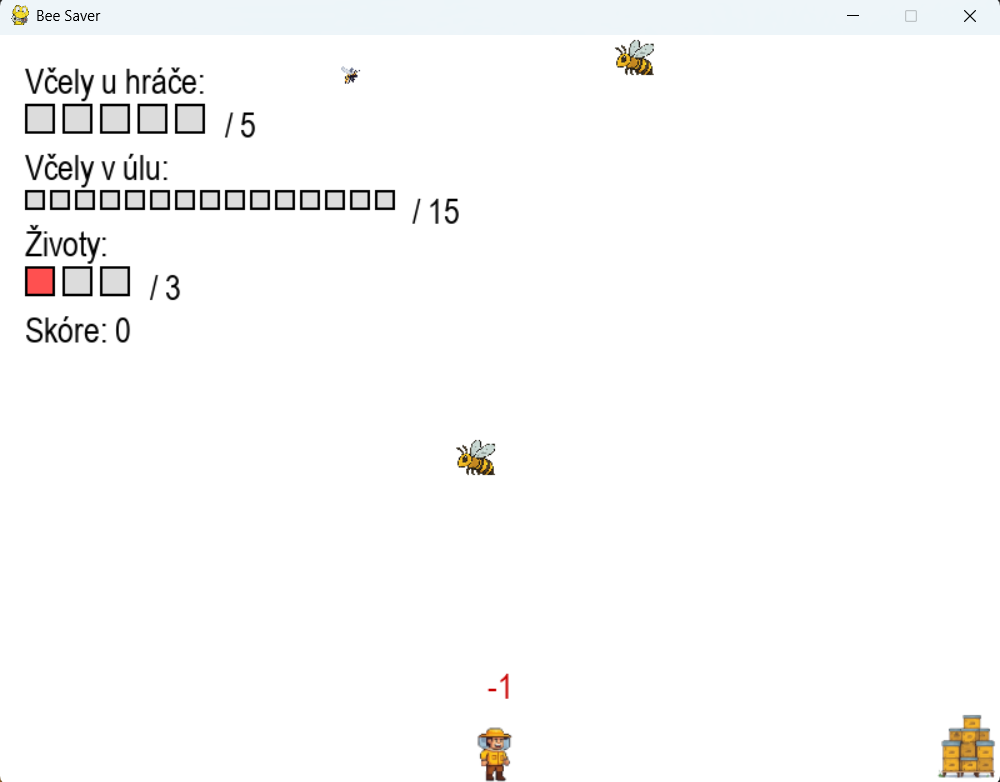 Bee Saver
Včely u hráče:
/ 5
Včely v úlu:
/ 15
Životy:
/ 3
Skóre: 0
-1